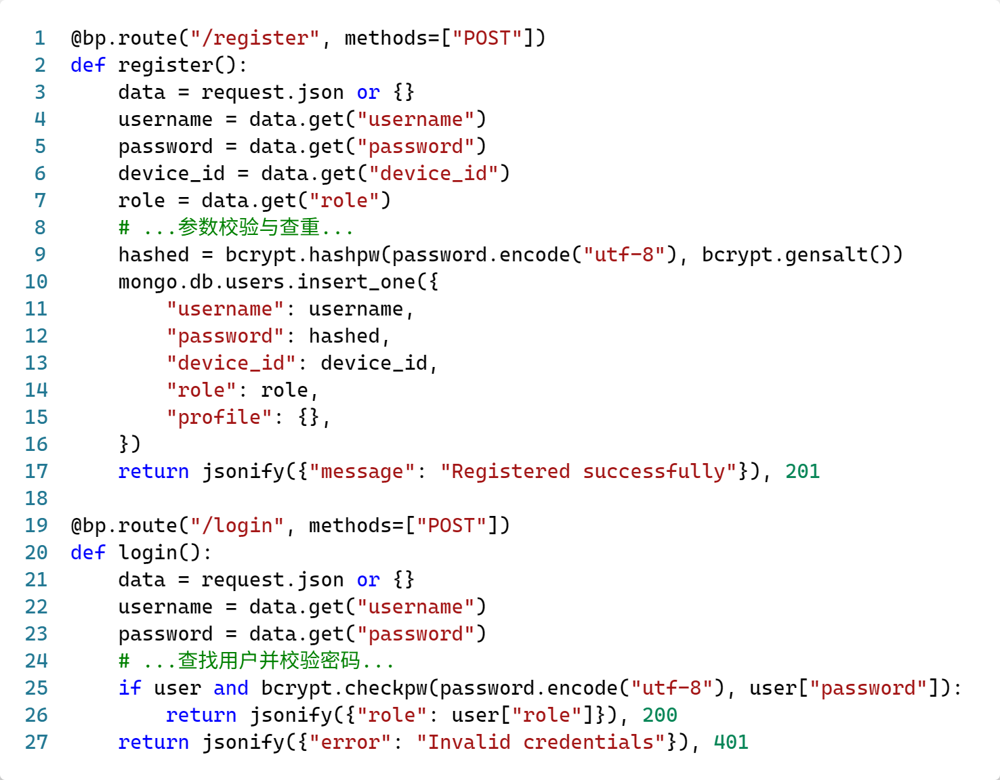 1 @bp.route("/register", methods=["POST"])
2 def register():
3     data = request.json or {}
4     username = data.get("username")
5     password = data.get("password")
6     device_id = data.get("device_id")
7     role = data.get("role")
8     # ...参数校验与查重...
9     hashed = bcrypt.hashpw(password.encode("utf-8"), bcrypt.gensalt())
10     mongo.db.users.insert_one({
11         "username": username,
12         "password": hashed,
13         "device_id": device_id,
14         "role": role,
15         "profile": {},
16     })
17     return jsonify({"message": "Registered successfully"}), 201
18
19 @bp.route("/login", methods=["POST"])
20 def login():
21     data = request.json or {}
22     username = data.get("username")
23     password = data.get("password")
24     # ...查找用户并校验密码...
25     if user and bcrypt.checkpw(password.encode("utf-8"), user["password"]):
26         return jsonify({"role": user["role"]}), 200
27     return jsonify({"error": "Invalid credentials"}), 401